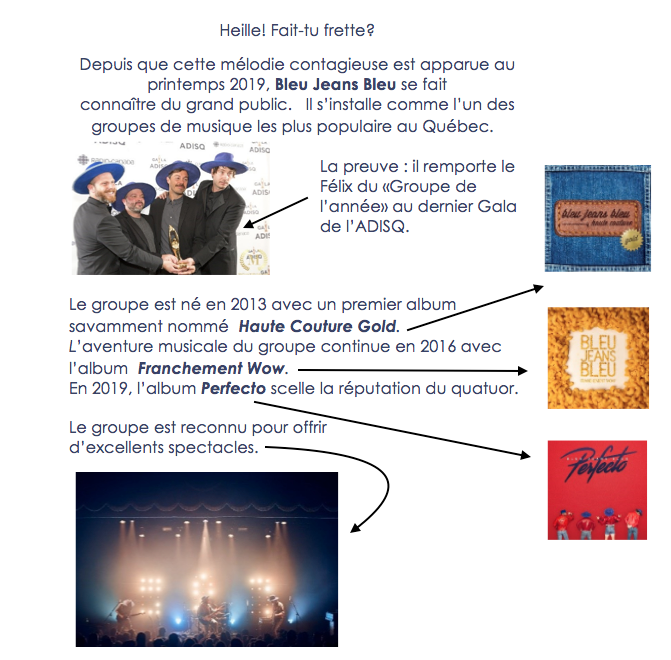 Heille! Fait-tu frette?
Depuis que cette mélodie contagieuse est apparue au
printemps 2019, Bleu Jeans Bleu se fait
connaître du grand public. Il s’installe comme l’un des
groupes de musique les plus populaire au Québec.
ADISQ
La preuve : il remporte le
Félix du «Groupe de
l’année» au dernier Gala
de l’ADISQ.
bleu jeans bleu
haute couture
Le groupe est né en 2013 avec un premier album
savamment nommé Haute Couture Gold.
L’aventure musicale du groupe continue en 2016 avec
l’album Franchement Wow.
En 2019, l’album Perfecto scelle la réputation du quatuor.
BLEU
JEANS
BLEU
Le groupe est reconnu pour offrir
d’excellents spectacles.
Perfecto